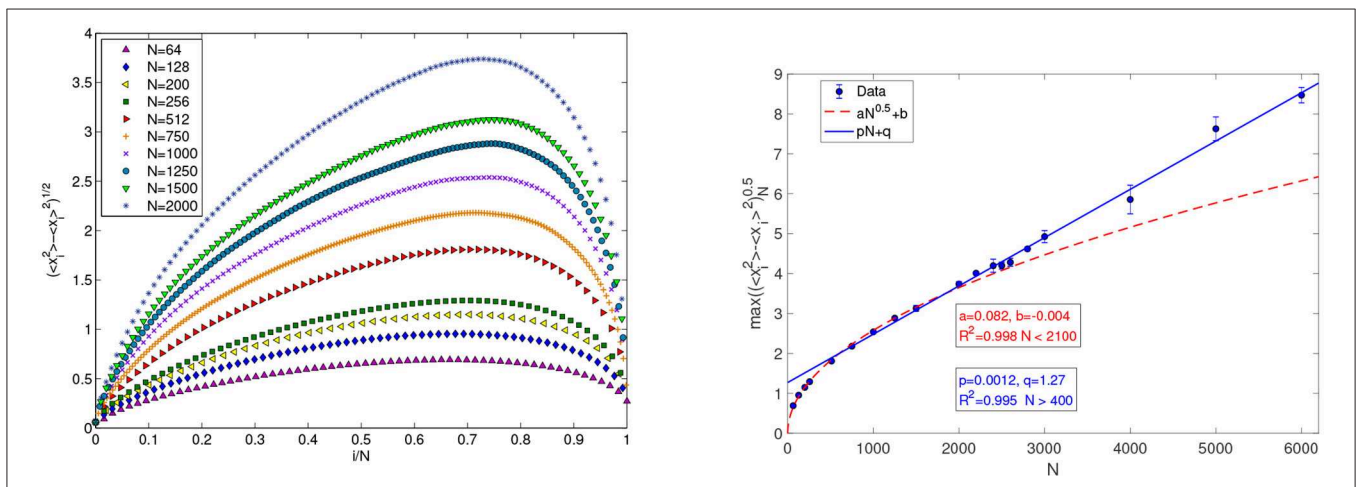 4
3.5
3
2.5
2
1.5
1
0.5
0
(<x_i^2>-<x_i>^2)^{1/2}
N=64
N=128
N=200
N=256
N=512
N=750
N=1000
N=1250
N=1500
N=2000
0 0.1 0.2 0.3 0.4 0.5 0.6 0.7 0.8 0.9 1
i/N
9
8
7
6
5
4
3
2
1
0
max((<x_i^2>-<x_i>^2)_N^{0.5}
Data
aN^{0.5}+b
pN+q
a=0.082, b=-0.004
R^2=0.998 N < 2100
p=0.0012, q=1.27
R^2=0.995 N > 400
0 1000 2000 3000 4000 5000 6000
N